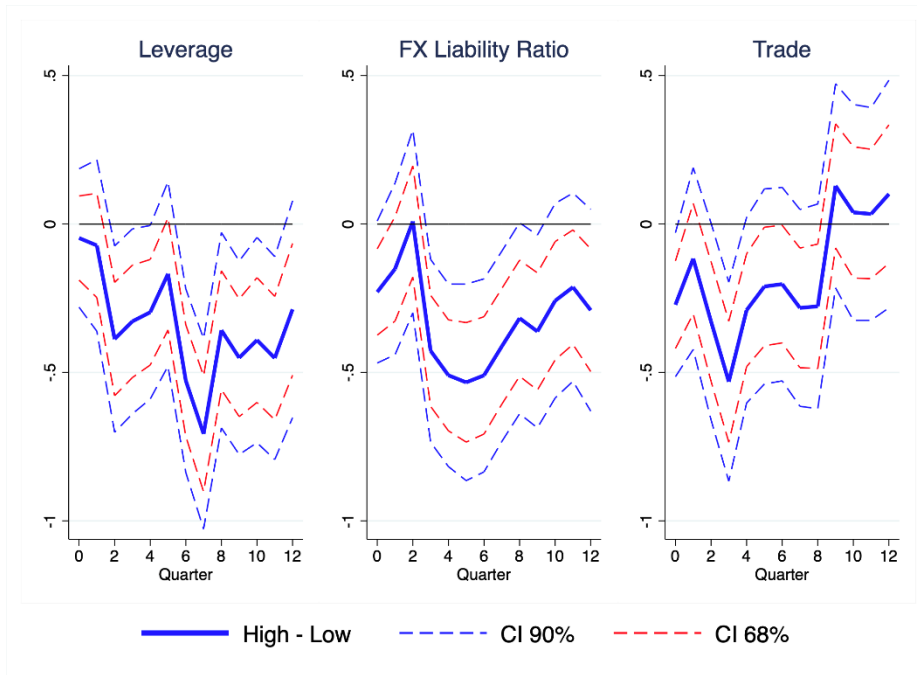 Leverage
FX Liability Ratio
Trade
.5
0
-.5
-1
0 2 4 6 8 10 12
Quarter
.5
0
-.5
-1
0 2 4 6 8 10 12
Quarter
.5
0
-.5
-1
0 2 4 6 8 10 12
Quarter
High - Low
CI 90%
CI 68%